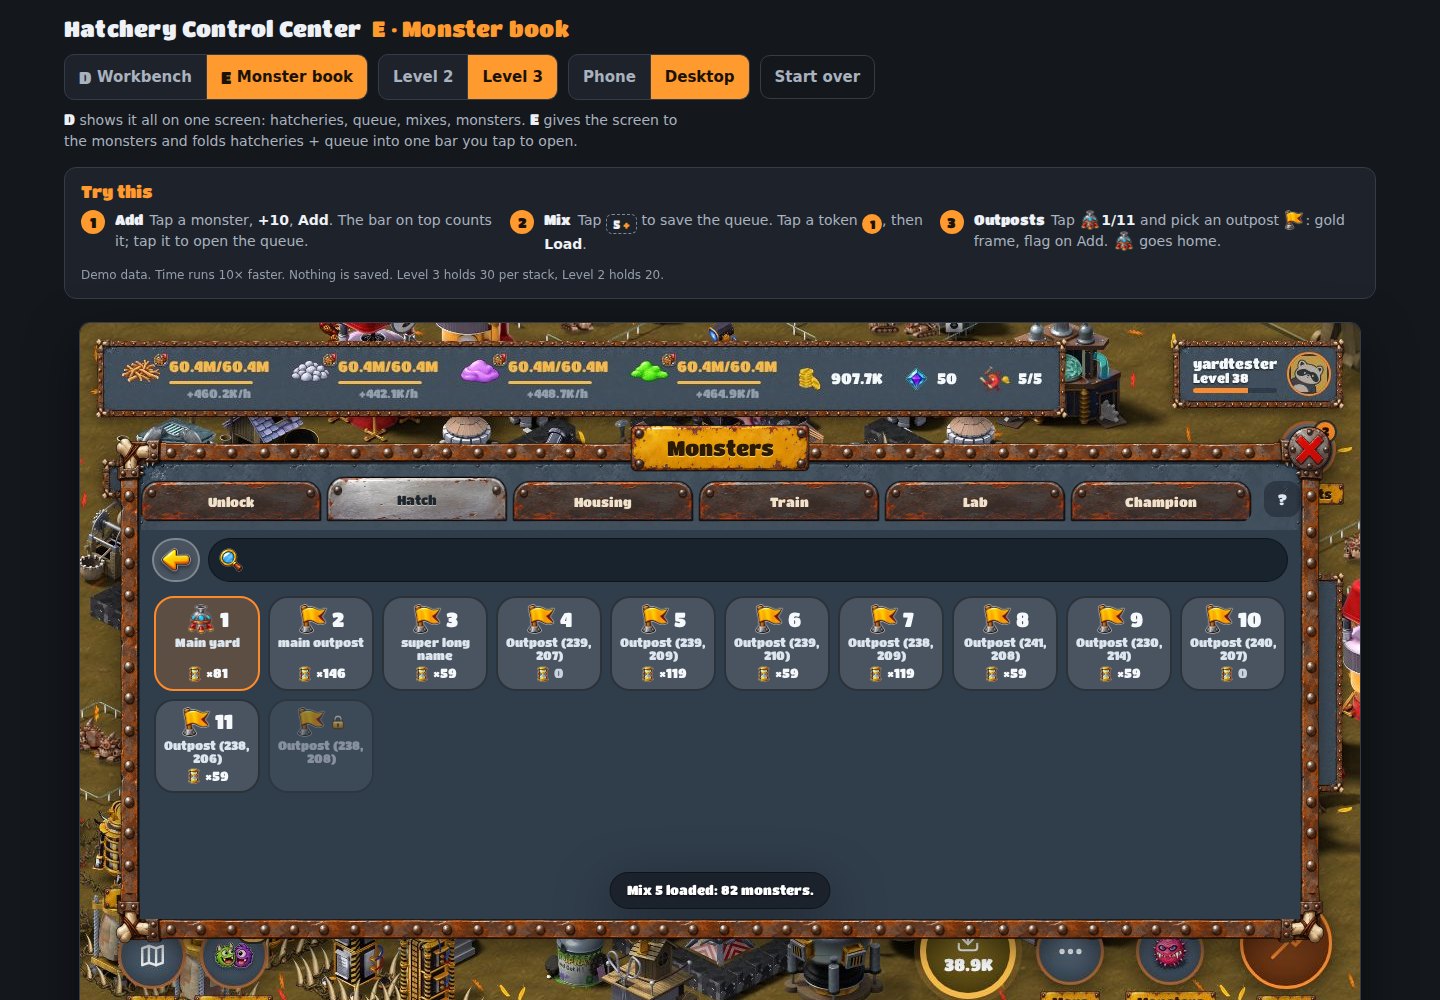 Hatchery Control Center E · Monster book
D Workbench E Monster book Level 2 Level 3 Phone Desktop Start over
D shows it all on one screen: hatcheries, queue, mixes, monsters. E gives the screen to
the monsters and folds hatcheries + queue into one bar you tap to open.
Try this
1 Add Tap a monster, +10, Add. The bar on top counts
it; tap it to open the queue.
2 Mix Tap 5+ to save the queue. Tap a token 1, then
Load.
3 Outposts Tap 1/11 and pick an outpost : gold
frame, flag on Add. goes home.
Demo data. Time runs 10× faster. Nothing is saved. Level 3 holds 30 per stack, Level 2 holds 20.
60.4M/60.4M 60.4M/60.4M 60.4M/60.4M 60.4M/60.4M 907.7K 50 5/5
+460.2K/h +442.1K/h +448.7K/h +464.9K/h
yardtester
Level 38
Monsters
Unlock Hatch Housing Train Lab Champion ?
1 2 3 4 5 6 7 8 9 10
Main yard
×81
main outpost
×146
super long
name
×59
Outpost (239,
207)
0
Outpost (239,
209)
×119
Outpost (239,
210)
×59
Outpost (238,
209)
×119
Outpost (241,
208)
×59
Outpost (230,
214)
×59
Outpost (240,
207)
0
11
Outpost (238,
206)
×59
Outpost (238,
208)
Mix 5 loaded: 82 monsters.
38.9K